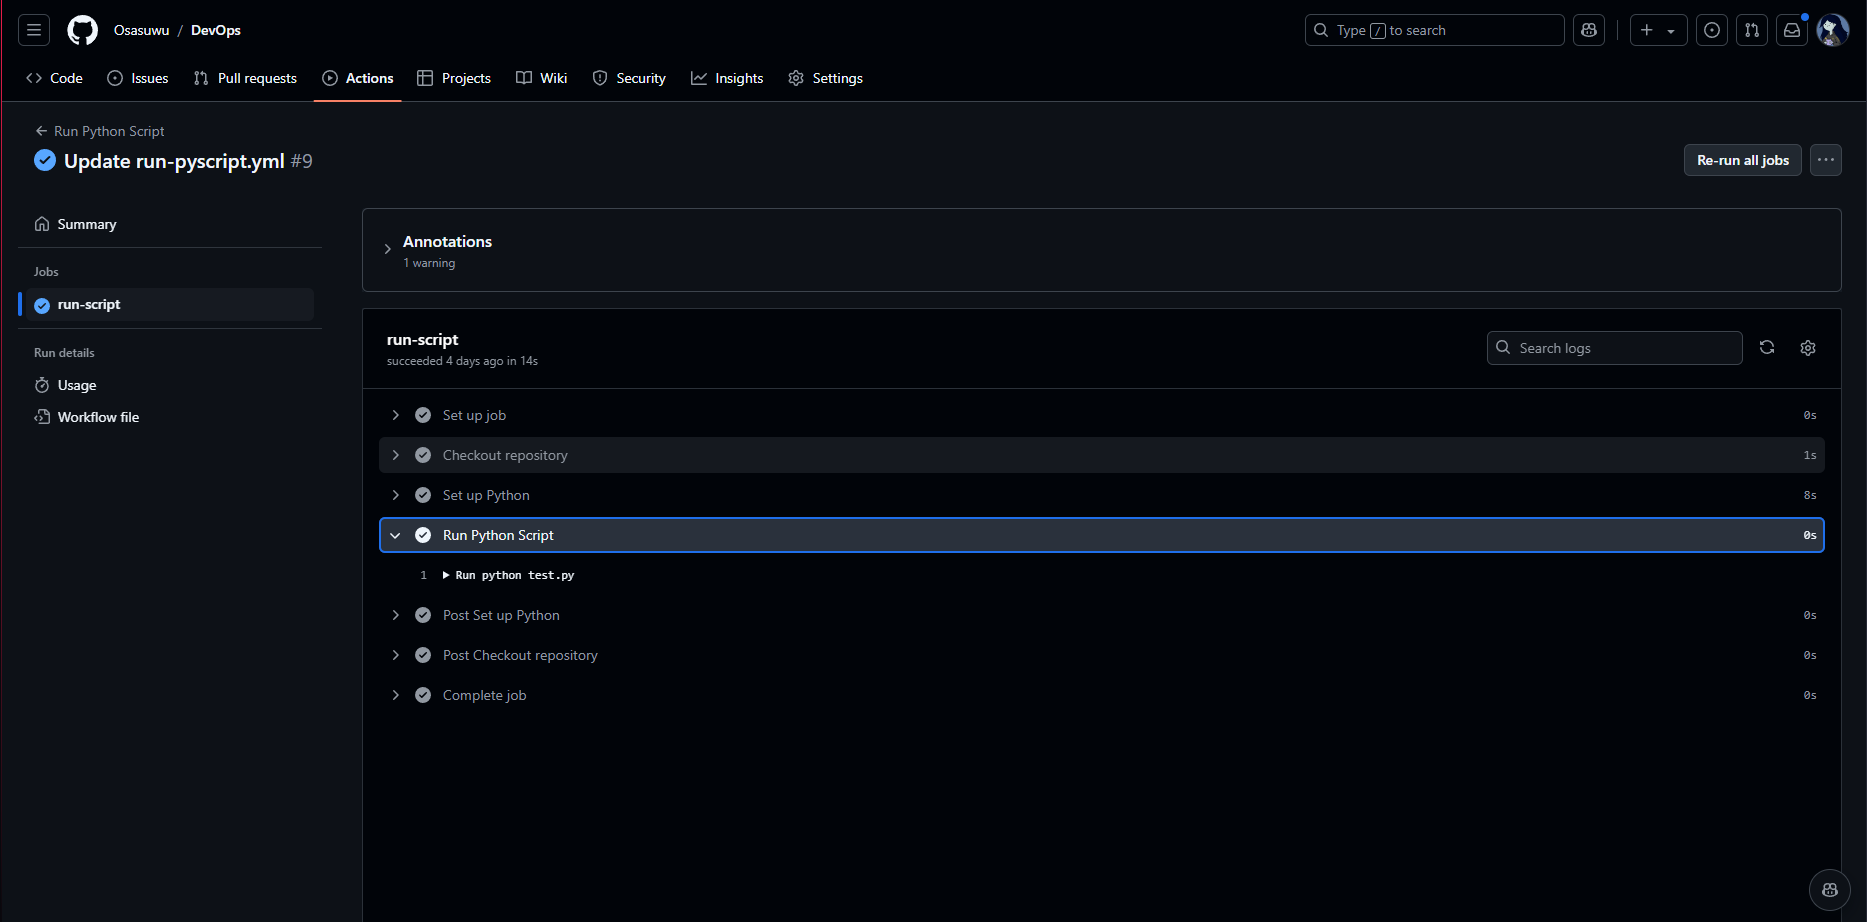 Osasuwu / DevOps
Type / to search
Code
Issues
Pull requests
Actions
Projects
Wiki
Security
Insights
Settings
Run Python Script
Update run-pyscript.yml #9
Re-run all jobs
Summary
Jobs
run-script
Run details
Usage
Workflow file
Annotations
1 warning
run-script
succeeded 4 days ago in 14s
Search logs
Set up job 0s
Checkout repository 1s
Set up Python 8s
Run Python Script 0s
1 Run python test.py
Post Set up Python 0s
Post Checkout repository 0s
Complete job 0s